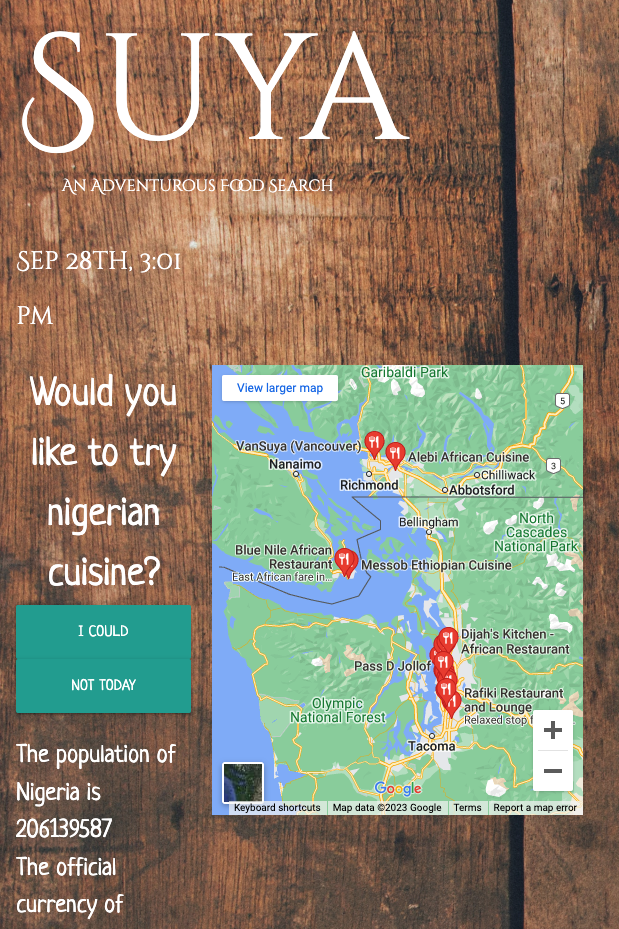 SUYA
AN ADVENTUROUS FOOD SEARCH
SEP 28TH, 3:01
PM
Would you
like to try
nigerian
cuisine?
I COULD
NOT TODAY
The population of
Nigeria is
206139587
The official
currency of
View larger map
Garibaldi Park
5
VanSuya (Vancouver)
Alebi African Cuisine
3
Nanaimo
Chilliwack
Richmond
Abbotsford
Bellingham
North
Cascades
National Park
Blue Nile African
Restaurant
East African fare in...
Messob Ethiopian Cuisine
Dijah's Kitchen -
African Restaurant
Pass D Jollof
Rafiki Restaurant
and Lounge
Relaxed stop f
Olympic
National Forest
Tacoma
Google
Keyboard shortcuts
Map data ©2023 Google
Terms
Report a map error